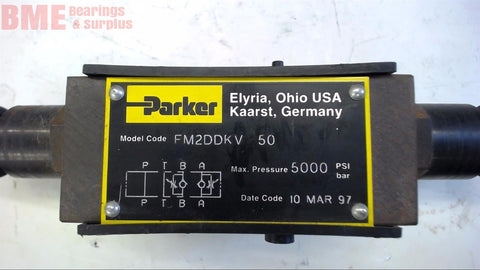 BME Bearings & Surplus
Parker
Elyria, Ohio USA
Kaarst, Germany
Model Code FM2DDKV 50
P T B A
Max. Pressure 5000 PSI bar
P T B A
Date Code 10 MAR 97